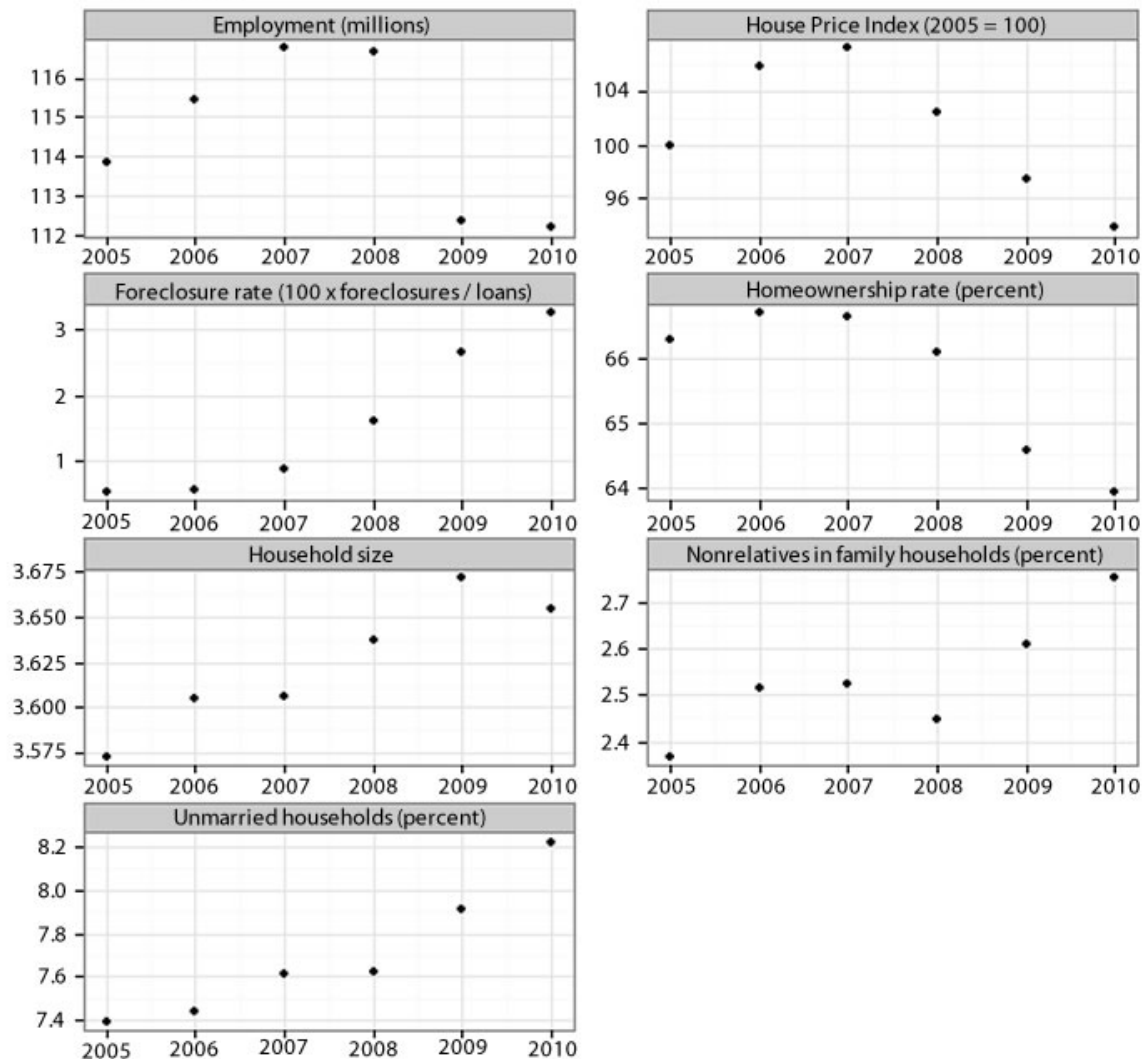 Employment (millions)
116
115
114
113
112
2005 2006 2007 2008 2009 2010
House Price Index (2005 = 100)
104
100
96
2005 2006 2007 2008 2009 2010
Foreclosure rate (100 x foreclosures / loans)
3
2
1
2005 2006 2007 2008 2009 2010
Homeownership rate (percent)
66
65
64
2005 2006 2007 2008 2009 2010
Household size
3.675
3.650
3.625
3.600
3.575
2005 2006 2007 2008 2009 2010
Nonrelatives in family households (percent)
2.7
2.6
2.5
2.4
2005 2006 2007 2008 2009 2010
Unmarried households (percent)
8.2
8.0
7.8
7.6
7.4
2005 2006 2007 2008 2009 2010